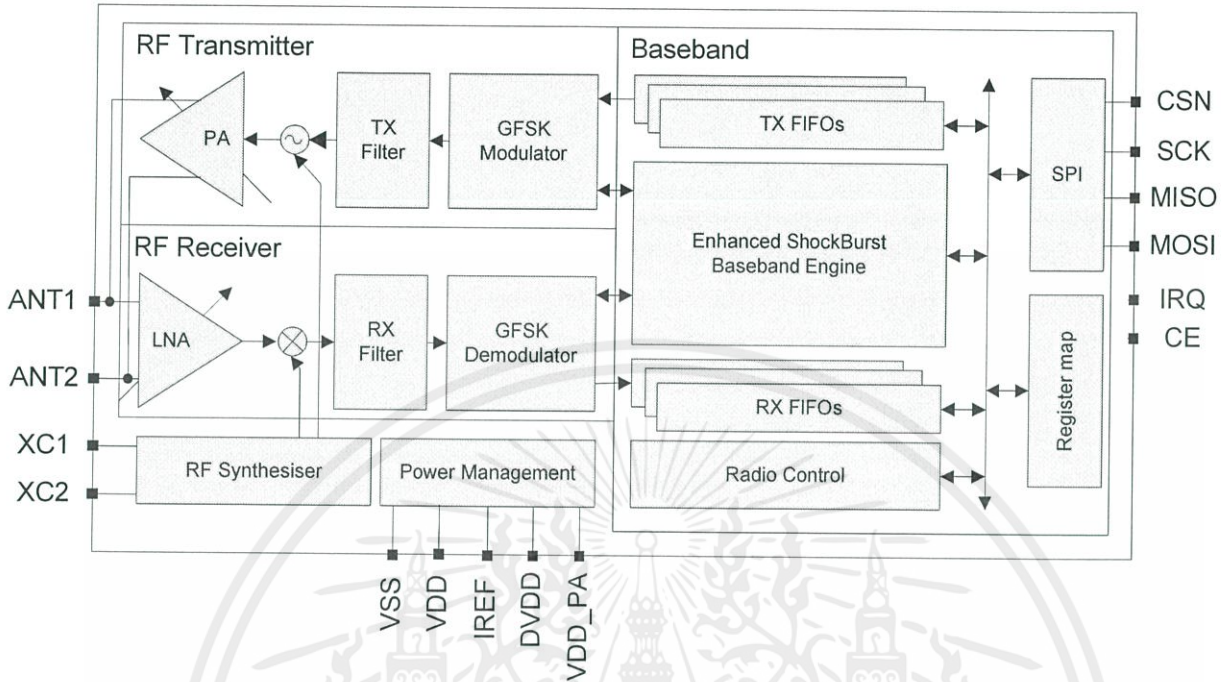 RF Transmitter
Baseband
PA
TX
Filter
GFSK
Modulator
TX FIFOs
SPI
CSN
SCK
MISO
MOSI
Enhanced ShockBurst
Baseband Engine
RF Receiver
ANT1
ANT2
LNA
RX
Filter
GFSK
Demodulator
IRQ
CE
RX FIFOs
Register map
XC1
XC2
RF Synthesiser
Power Management
Radio Control
VSS
VDD
IREF
DVDD
VDD_PA